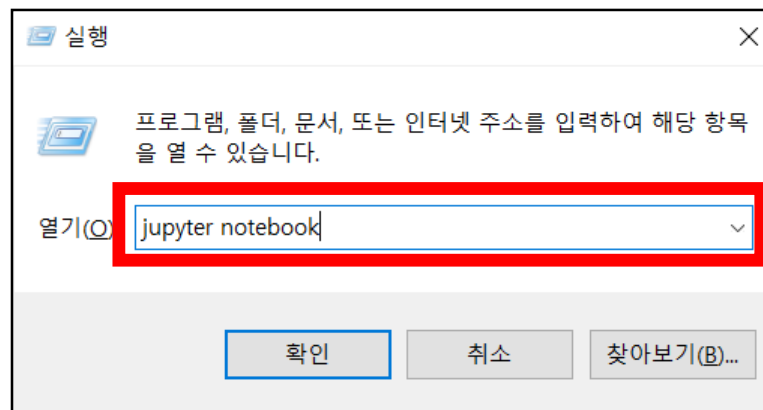 실행
프로그램, 폴더, 문서, 또는 인터넷 주소를 입력하여 해당 항목
을 열 수 있습니다.
열기(O) jupyter notebook
확인 취소 찾아보기(B)...